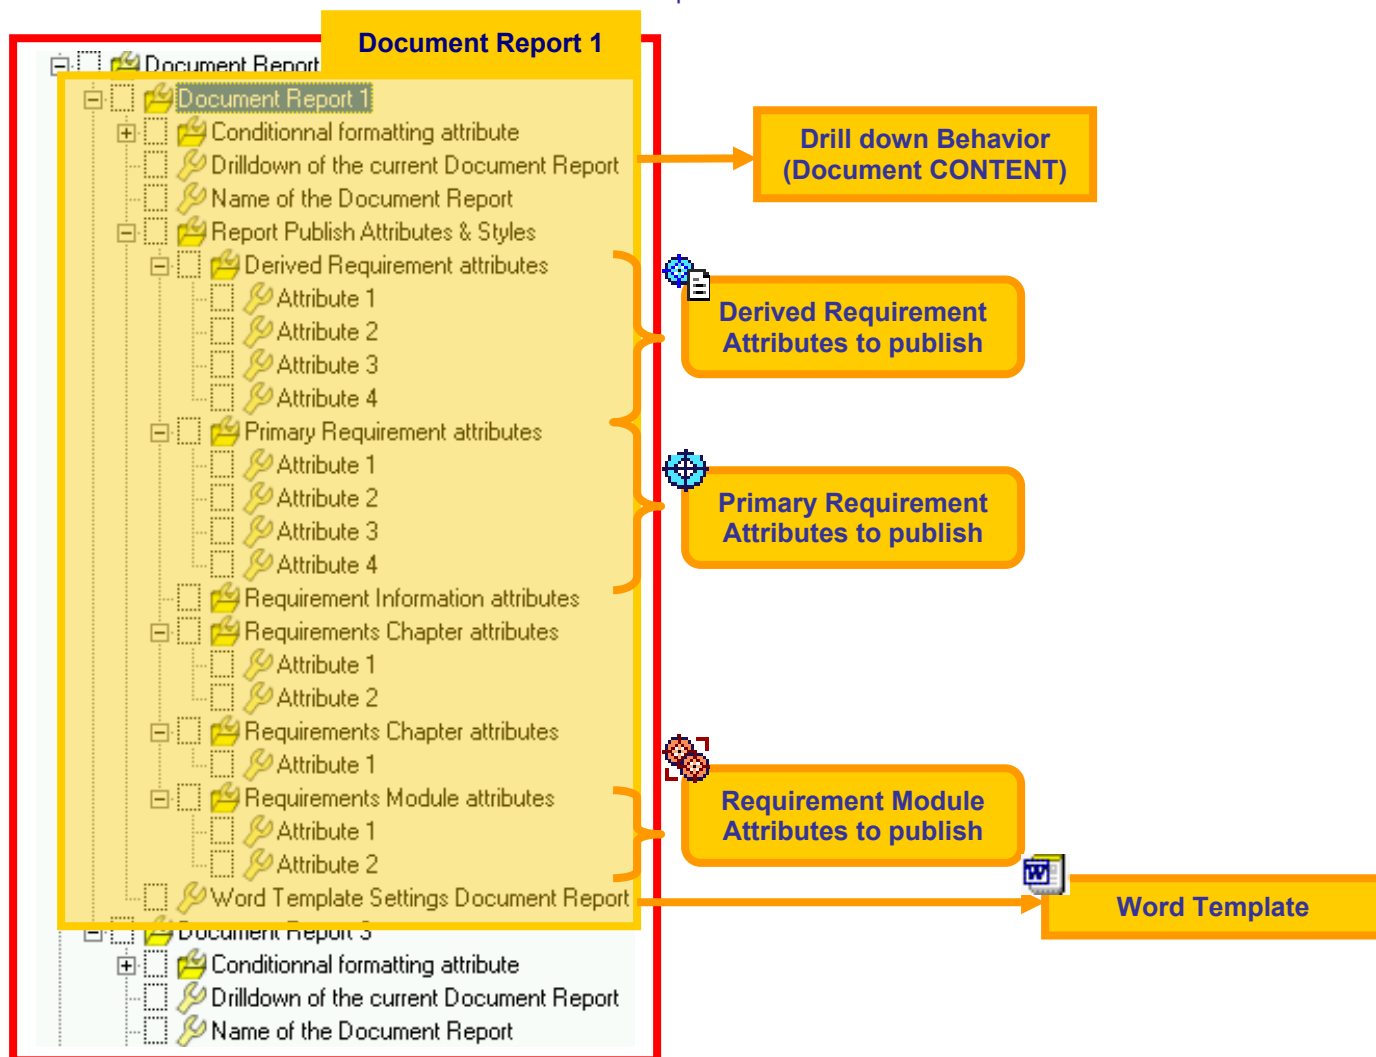 Document Report 1
Document Report
Document Report 1
Conditionnal formatting attribute
Drilldown of the current Document Report
Name of the Document Report
Report Publish Attributes & Styles
Derived Requirement attributes
Attribute 1
Attribute 2
Attribute 3
Attribute 4
Primary Requirement attributes
Attribute 1
Attribute 2
Attribute 3
Attribute 4
Requirement Information attributes
Requirements Chapter attributes
Attribute 1
Attribute 2
Requirements Chapter attributes
Attribute 1
Requirements Module attributes
Attribute 1
Attribute 2
Word Template Settings Document Report
Document Report 3
Conditionnal formatting attribute
Drilldown of the current Document Report
Name of the Document Report
Drill down Behavior
(Document CONTENT)
Derived Requirement
Attributes to publish
Primary Requirement
Attributes to publish
Requirement Module
Attributes to publish
W
Word Template